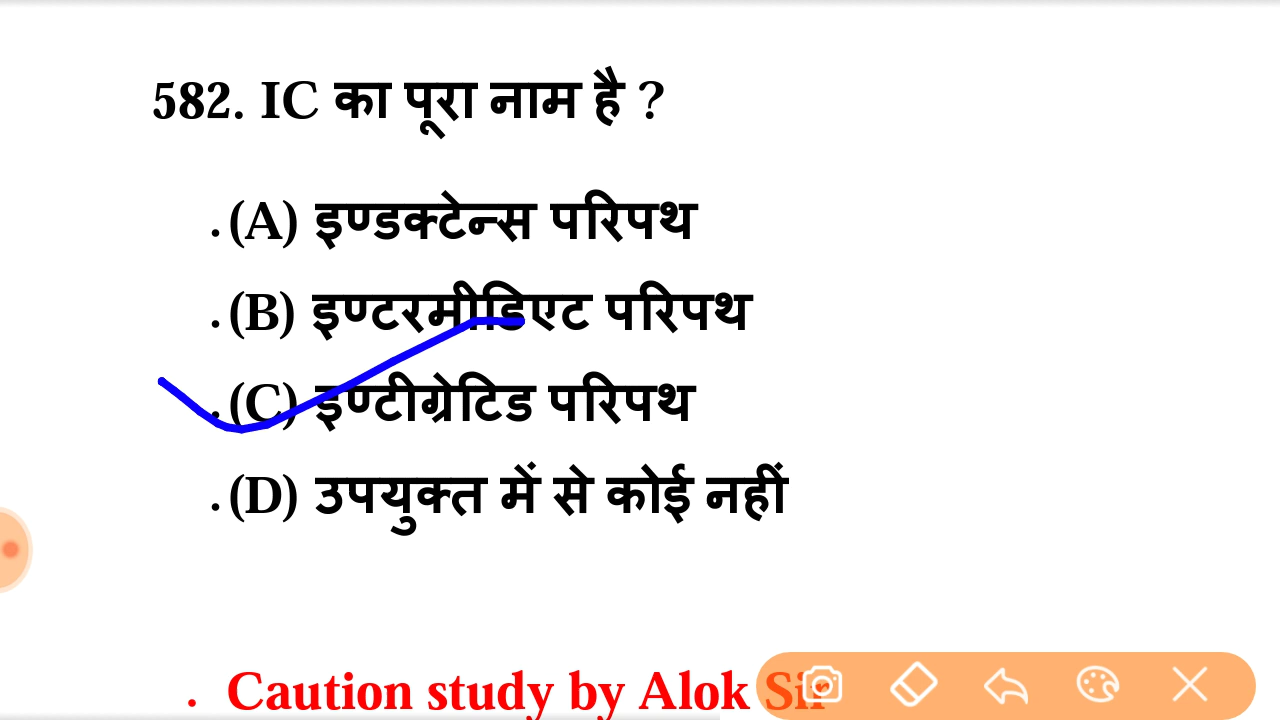 582. IC का पूरा नाम है ?
. (A) इण्डक्टेन्स परिपथ
. (B) इण्टरमीडिएट परिपथ
. (C) इण्टीग्रेटिड परिपथ
. (D) उपयुक्त में से कोई नहीं
. Caution study by Alok Sir